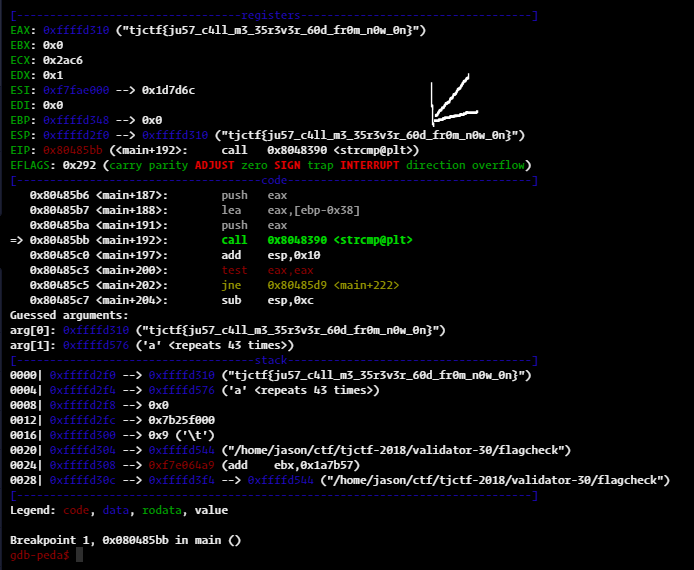 [----------------------------------registers-----------------------------------]
EAX: 0xffffd310 ("tjctf{ju57_c4ll_m3_35r3v3r_60d_fr0m_n0w_0n}")
EBX: 0x0
ECX: 0x2ac6
EDX: 0x1
ESI: 0xf7fae000 --> 0x1d7d6c
EDI: 0x0
EBP: 0xffffd348 --> 0x0
ESP: 0xffffd2f0 --> 0xffffd310 ("tjctf{ju57_c4ll_m3_35r3v3r_60d_fr0m_n0w_0n}")
EIP: 0x80485bb (<main+192>: call 0x8048390 <strcmp@plt>)
EFLAGS: 0x292 (carry parity ADJUST zero SIGN trap INTERRUPT direction overflow)
[-------------------------------------code-------------------------------------]
0x80485b6 <main+187>: push eax
0x80485b7 <main+188>: lea eax,[ebp-0x38]
0x80485ba <main+191>: push eax
=> 0x80485bb <main+192>: call 0x8048390 <strcmp@plt>
0x80485c0 <main+197>: add esp,0x10
0x80485c3 <main+200>: test eax,eax
0x80485c5 <main+202>: jne 0x80485d9 <main+222>
0x80485c7 <main+204>: sub esp,0xc
Guessed arguments:
arg[0]: 0xffffd310 ("tjctf{ju57_c4ll_m3_35r3v3r_60d_fr0m_n0w_0n}")
arg[1]: 0xffffd576 ('a' <repeats 43 times>)
[------------------------------------stack-------------------------------------]
0000| 0xffffd2f0 --> 0xffffd310 ("tjctf{ju57_c4ll_m3_35r3v3r_60d_fr0m_n0w_0n}")
0004| 0xffffd2f4 --> 0xffffd576 ('a' <repeats 43 times>)
0008| 0xffffd2f8 --> 0x0
0012| 0xffffd2fc --> 0x7b25f000
0016| 0xffffd300 --> 0x9 ('\t')
0020| 0xffffd304 --> 0xffffd544 ("/home/jason/ctf/tjctf-2018/validator-30/flagcheck")
0024| 0xffffd308 --> 0xf7e064a9 (add ebx,0x1a7b57)
0028| 0xffffd30c --> 0xffffd3f4 --> 0xffffd544 ("/home/jason/ctf/tjctf-2018/validator-30/flagcheck")
[------------------------------------------------------------------------------]
Legend: code, data, rodata, value
Breakpoint 1, 0x080485bb in main ()
gdb-peda$